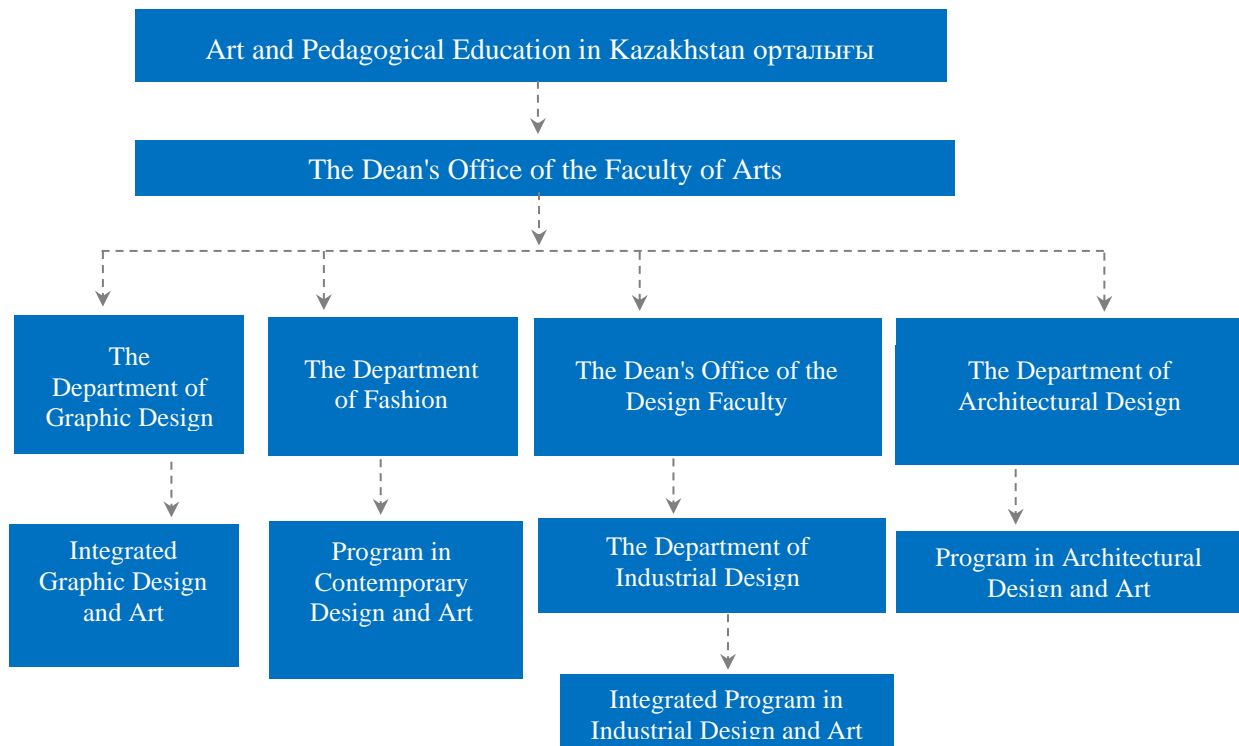 Art and Pedagogical Education in Kazakhstan орталығы
The Dean's Office of the Faculty of Arts
The
Department of
Graphic Design
The Department
of Fashion
The Dean's Office of the
Design Faculty
The Department of
Architectural Design
Integrated
Graphic Design
and Art
Program in
Contemporary
Design and Art
The Department of
Industrial Design
Program in Architectural
Design and Art
Integrated Program in
Industrial Design and Art